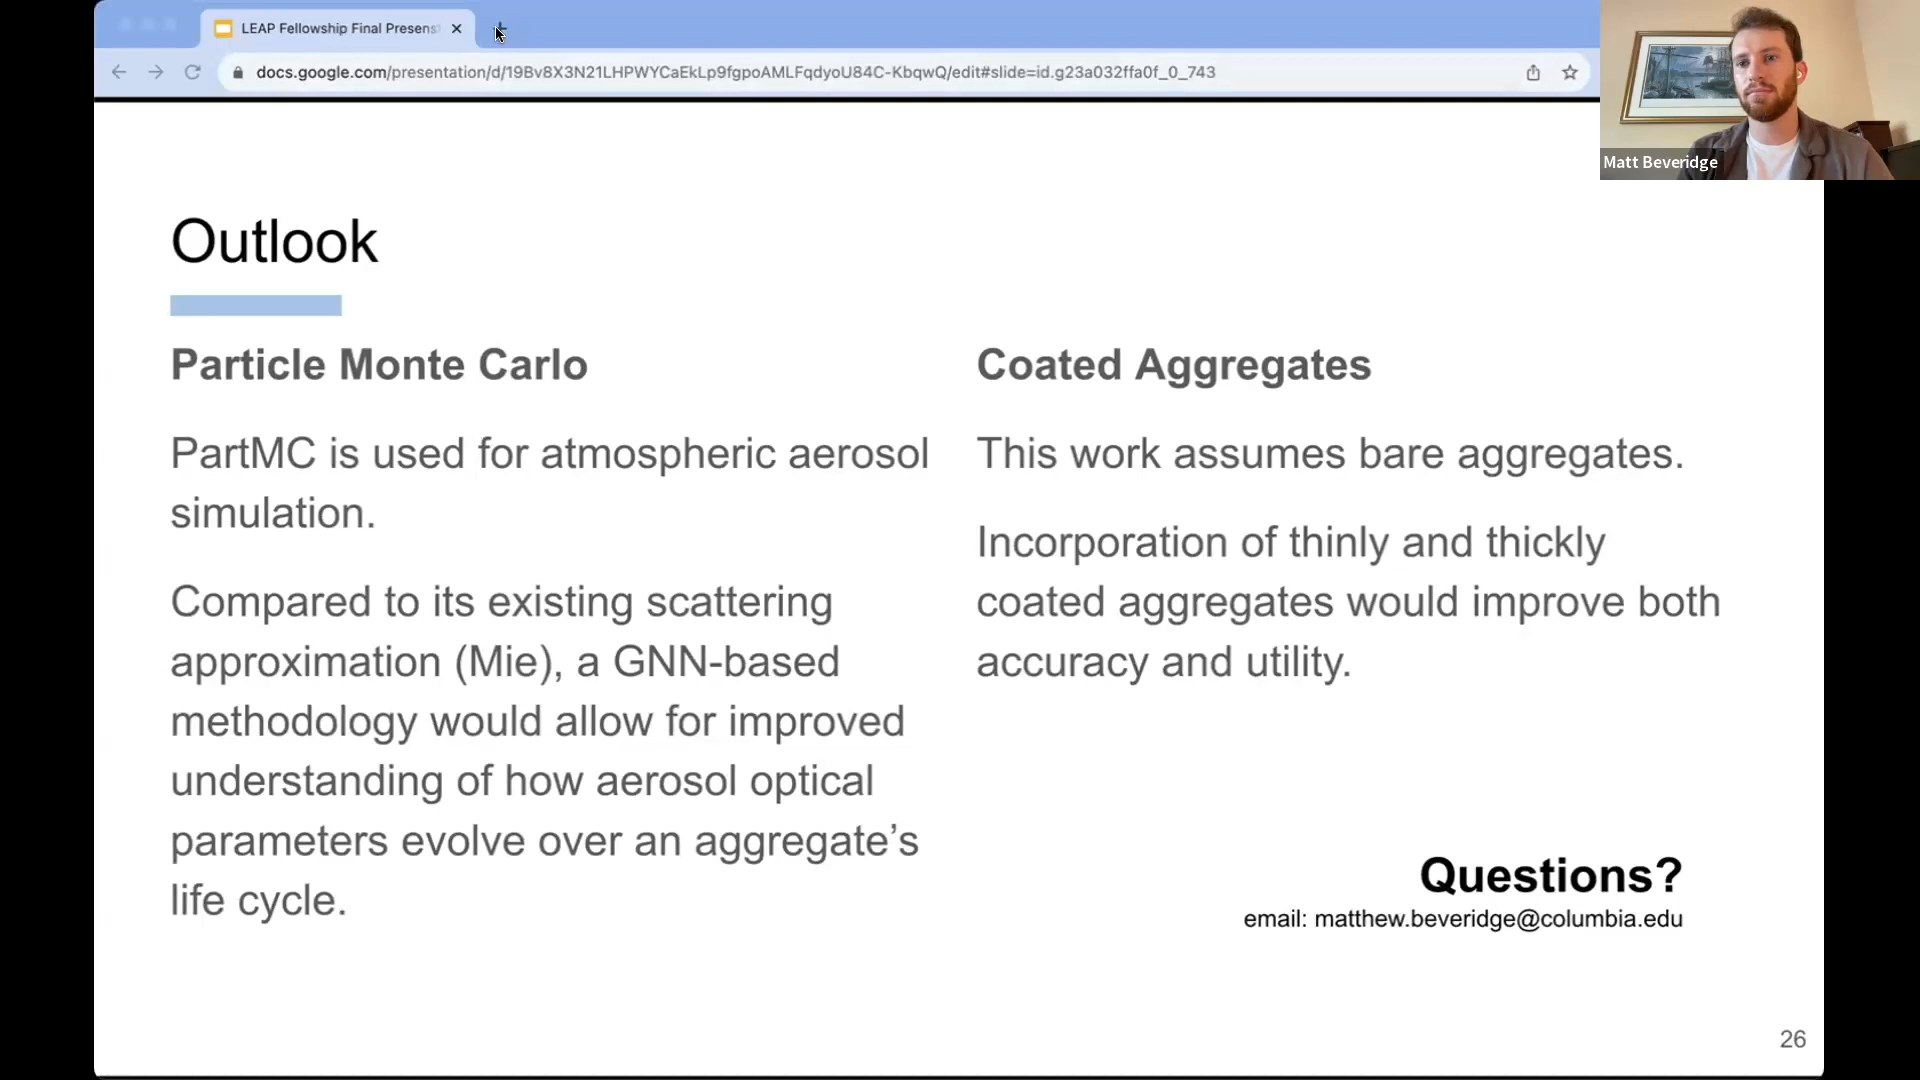 LEAP Fellowship Final Presens
docs.google.com/presentation/d/19Bv8X3N21LHPWYCaEkLp9fgpoAMLFqdyoU84C-KbqwQ/edit#slide=id.g23a032ffa0f_0_743
Matt Beveridge
Outlook
Particle Monte Carlo
PartMC is used for atmospheric aerosol
simulation.
Compared to its existing scattering
approximation (Mie), a GNN-based
methodology would allow for improved
understanding of how aerosol optical
parameters evolve over an aggregate’s
life cycle.
Coated Aggregates
This work assumes bare aggregates.
Incorporation of thinly and thickly
coated aggregates would improve both
accuracy and utility.
Questions?
email: matthew.beveridge@columbia.edu
26